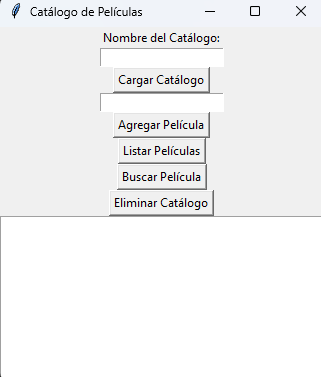 Catálogo de Películas
Nombre del Catálogo:
Cargar Catálogo
Agregar Película
Listar Películas
Buscar Película
Eliminar Catálogo